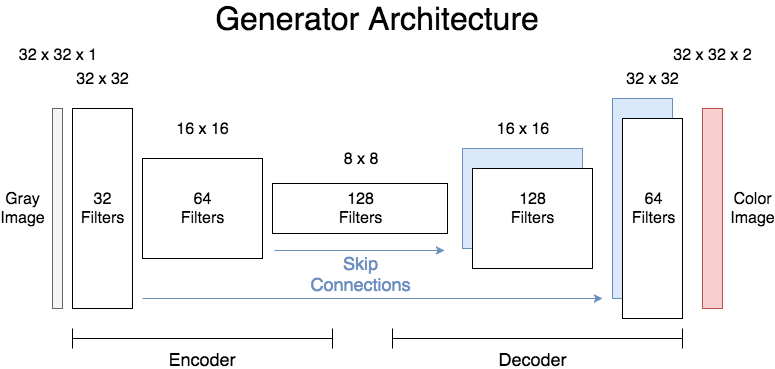 Generator Architecture
32 x 32 x 1
32 x 32 x 2
32 x 32
32 x 32
16 x 16
16 x 16
8 x 8
Gray
Image
32
Filters
64
Filters
128
Filters
128
Filters
64
Filters
Color
Image
Skip
Connections
Encoder
Decoder